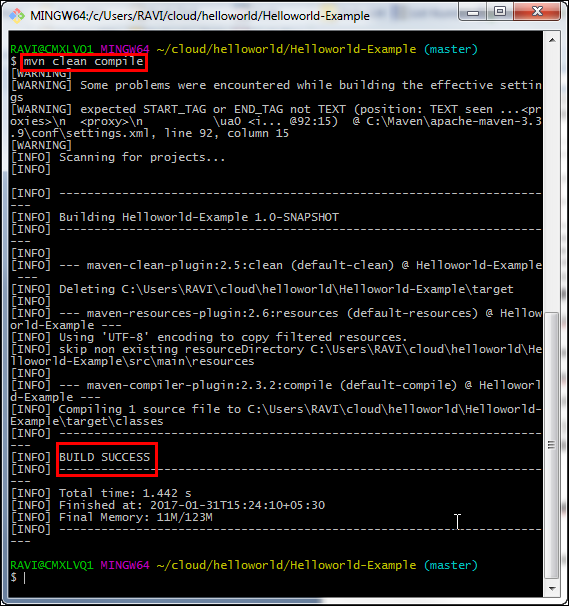 MINGW64:/c/Users/RAVI/cloud/helloworld/Helloworld-Example
RAVI@CMXLVQ1 MINGW64 ~/cloud/helloworld/Helloworld-Example (master)
$ mvn clean compile
[WARNING]
[WARNING] Some problems were encountered while building the effective settin
gs
[WARNING] expected START_TAG or END_TAG not TEXT (position: TEXT seen ...<pr
oxies>\n  <proxy>\n        \ua0 <i... @92:15)  @ C:\Maven\apache-maven-3.3
.9\conf\settings.xml, line 92, column 15
[WARNING]
[INFO] Scanning for projects...
[INFO]
[INFO] ------------------------------------------------------------------------
---
[INFO] Building Helloworld-Example 1.0-SNAPSHOT
[INFO] ------------------------------------------------------------------------
---
[INFO]
[INFO] --- maven-clean-plugin:2.5:clean (default-clean) @ Helloworld-Example
---
[INFO] Deleting C:\Users\RAVI\cloud\helloworld\Helloworld-Example\target
[INFO]
[INFO] --- maven-resources-plugin:2.6:resources (default-resources) @ Hellow
orld-Example ---
[INFO] Using 'UTF-8' encoding to copy filtered resources.
[INFO] skip non existing resourceDirectory C:\Users\RAVI\cloud\helloworld\He
lloworld-Example\src\main\resources
[INFO]
[INFO] --- maven-compiler-plugin:2.3.2:compile (default-compile) @ Helloworl
d-Example ---
[INFO] Compiling 1 source file to C:\Users\RAVI\cloud\helloworld\Helloworld-
Example\target\classes
[INFO] ------------------------------------------------------------------------
---
[INFO] BUILD SUCCESS
[INFO] ------------------------------------------------------------------------
---
[INFO] Total time: 1.442 s
[INFO] Finished at: 2017-01-31T15:24:10+05:30
[INFO] Final Memory: 11M/123M
[INFO] ------------------------------------------------------------------------
---
RAVI@CMXLVQ1 MINGW64 ~/cloud/helloworld/Helloworld-Example (master)
$